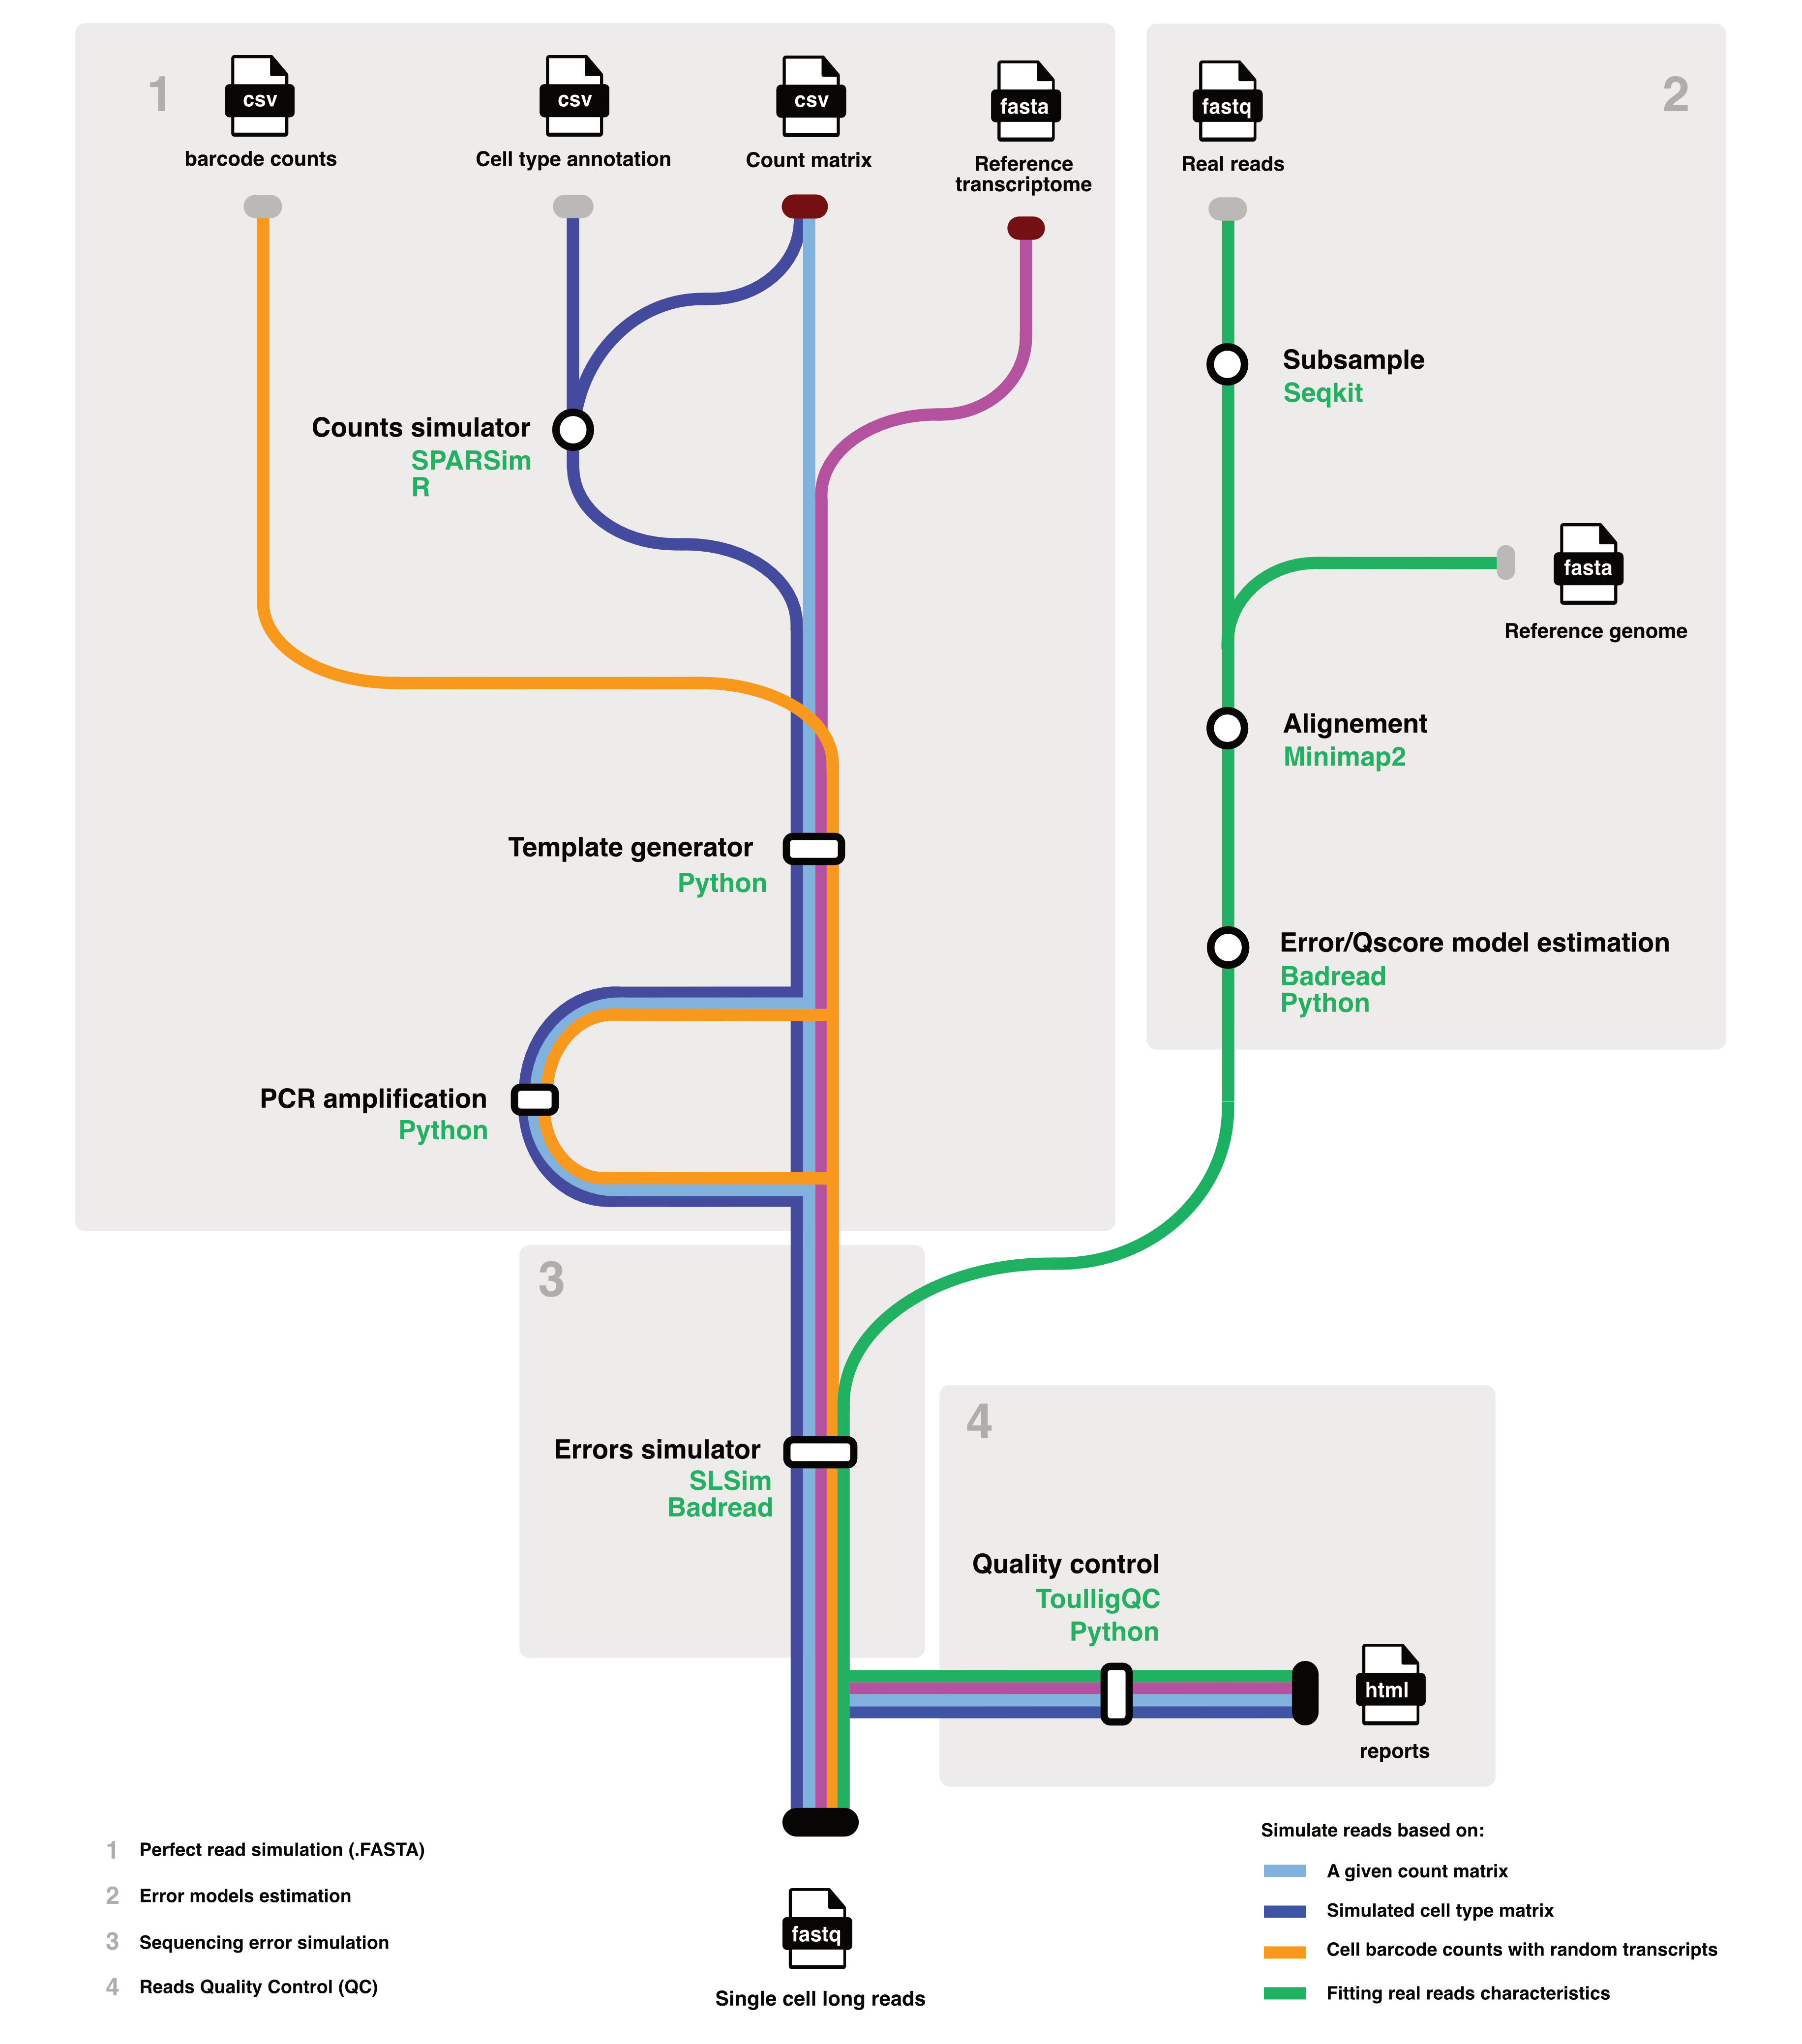 1
csv
barcode counts
csv
Cell type annotation
csv
Count matrix
fasta
Reference
transcriptome
Counts simulator
SPARSim
R
Template generator
Python
PCR amplification
Python
2
fastq
Real reads
Subsample
Seqkit
fasta
Reference genome
Alignement
Minimap2
Error/Qscore model estimation
Badread
Python
3
Errors simulator
SLSim
Badread
4
Quality control
ToulligQC
Python
html
reports
fastq
Single cell long reads
1 Perfect read simulation (.FASTA)
2 Error models estimation
3 Sequencing error simulation
4 Reads Quality Control (QC)
Simulate reads based on:
A given count matrix
Simulated cell type matrix
Cell barcode counts with random transcripts
Fitting real reads characteristics